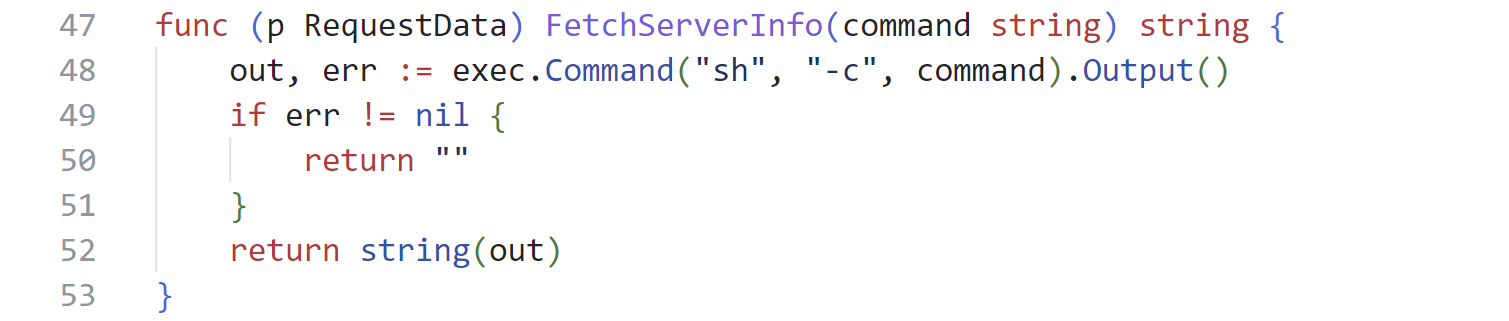 47 func (p RequestData) FetchServerInfo(command string) string {
48     out, err := exec.Command("sh", "-c", command).Output()
49     if err != nil {
50         return ""
51     }
52     return string(out)
53 }